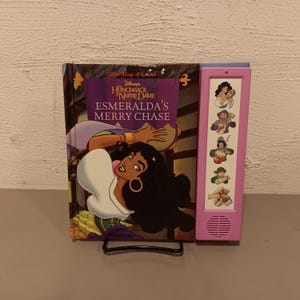 Disney's
THE
HUNCHBACK
OF
NOTRE DAME
ESMERALDA'S
MERRY CHASE